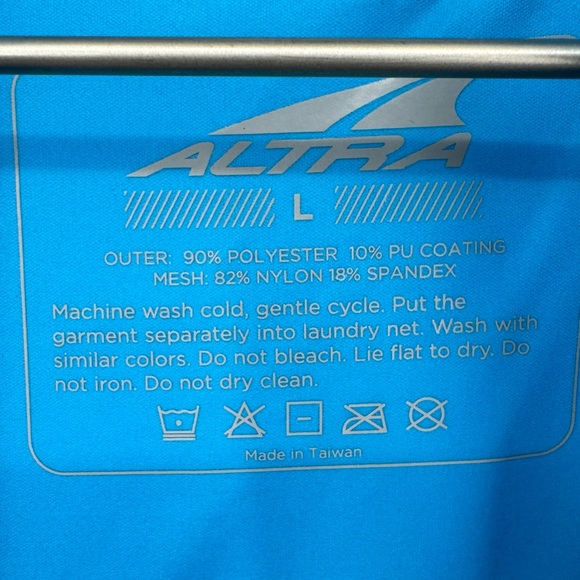 ALTRA
L
OUTER: 90% POLYESTER 10% PU COATING
MESH: 82% NYLON 18% SPANDEX
Machine wash cold, gentle cycle. Put the
garment separately into laundry net. Wash with
similar colors. Do not bleach. Lie flat to dry. Do
not iron. Do not dry clean.
Made in Taiwan